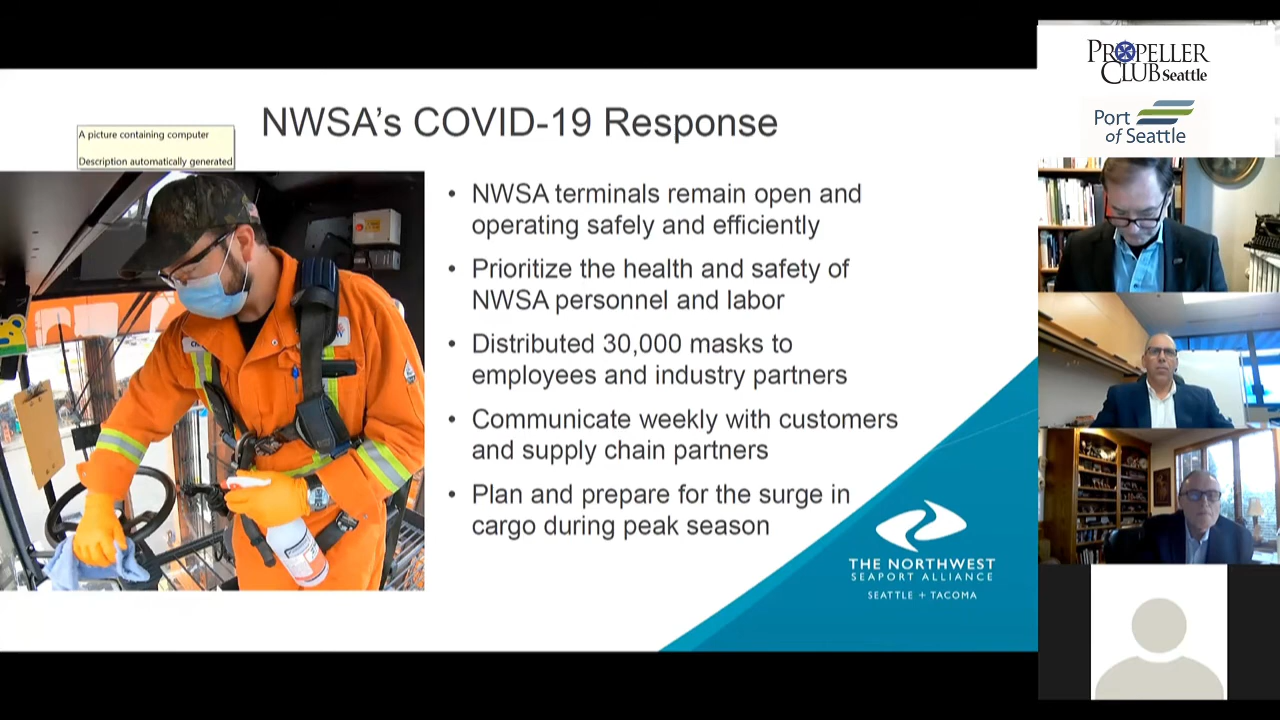 NWSA's COVID-19 Response
A picture containing computer
Description automatically generated
• NWSA terminals remain open and
operating safely and efficiently
• Prioritize the health and safety of
NWSA personnel and labor
• Distributed 30,000 masks to
employees and industry partners
• Communicate weekly with customers
and supply chain partners
• Plan and prepare for the surge in
cargo during peak season
THE NORTHWEST
SEAPORT ALLIANCE
SEATTLE + TACOMA
PROPELLER
CLUB Seattle
Port
of Seattle